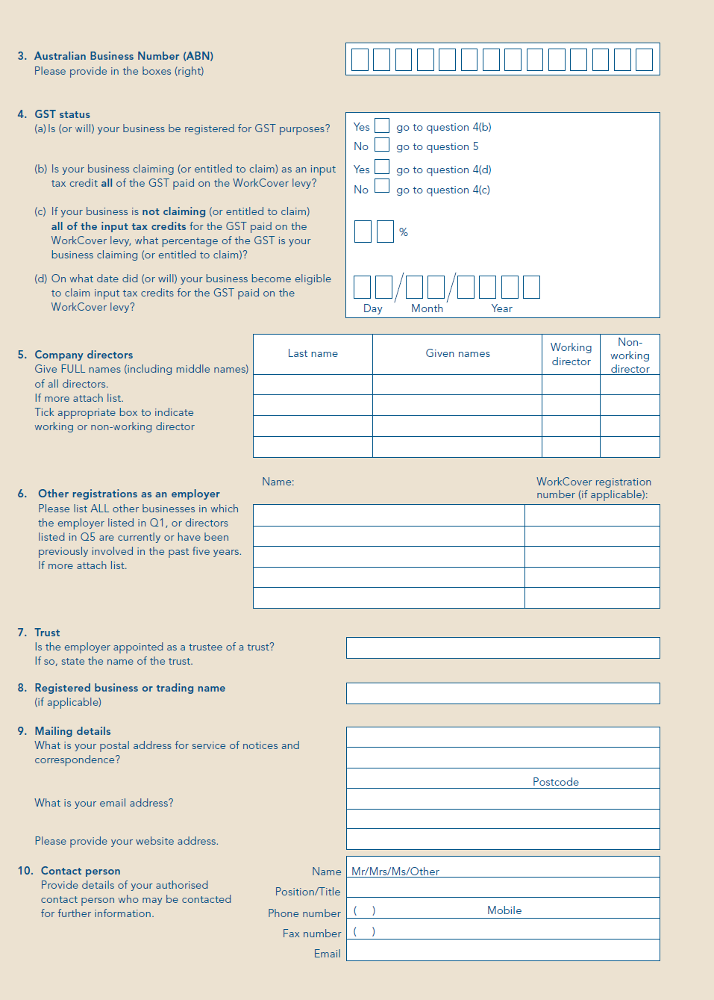 3. Australian Business Number (ABN)
Please provide in the boxes (right)
4. GST status
(a) Is (or will) your business be registered for GST purposes?
Yes go to question 4(b)
No go to question 5
(b) Is your business claiming (or entitled to claim) as an input
tax credit all of the GST paid on the WorkCover levy?
Yes go to question 4(d)
No go to question 4(c)
(c) If your business is not claiming (or entitled to claim)
all of the input tax credits for the GST paid on the
WorkCover levy, what percentage of the GST is your
business claiming (or entitled to claim)?
%
(d) On what date did (or will) your business become eligible
to claim input tax credits for the GST paid on the
WorkCover levy?
/ /
Day Month Year
5. Company directors
Give FULL names (including middle names)
of all directors.
If more attach list.
Tick appropriate box to indicate
working or non-working director
Last name
Given names
Working
director
Non-
working
director
6. Other registrations as an employer
Please list ALL other businesses in which
the employer listed in Q1, or directors
listed in Q5 are currently or have been
previously involved in the past five years.
If more attach list.
Name:
WorkCover registration
number (if applicable):
7. Trust
Is the employer appointed as a trustee of a trust?
If so, state the name of the trust.
8. Registered business or trading name
(if applicable)
9. Mailing details
What is your postal address for service of notices and
correspondence?
Postcode
What is your email address?
Please provide your website address.
10. Contact person
Provide details of your authorised
contact person who may be contacted
for further information.
Name Mr/Mrs/Ms/Other
Position/Title
Phone number ( ) Mobile
Fax number ( )
Email